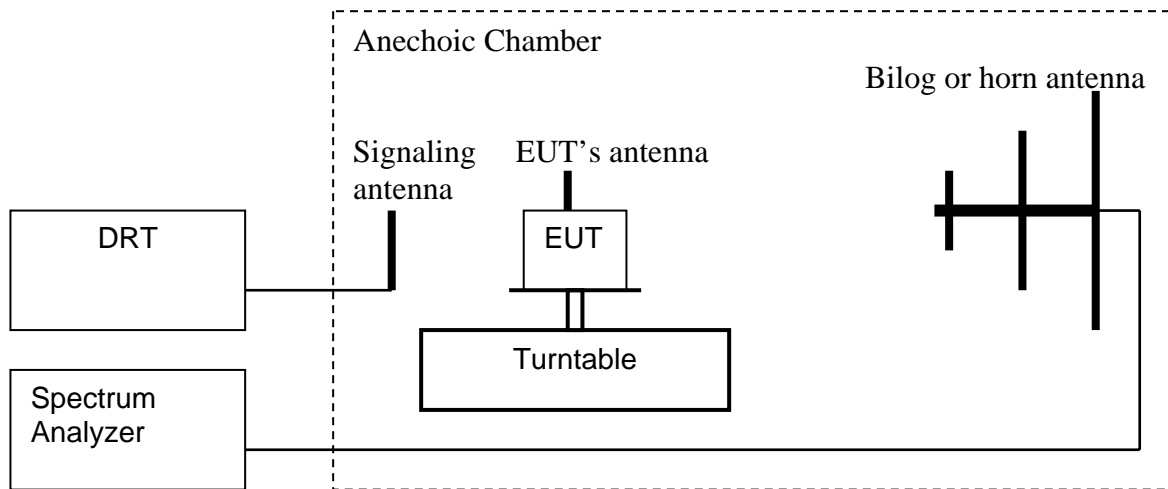 Anechoic Chamber
Bilog or horn antenna
Signaling
antenna
EUT’s antenna
DRT
EUT
Turntable
Spectrum
Analyzer